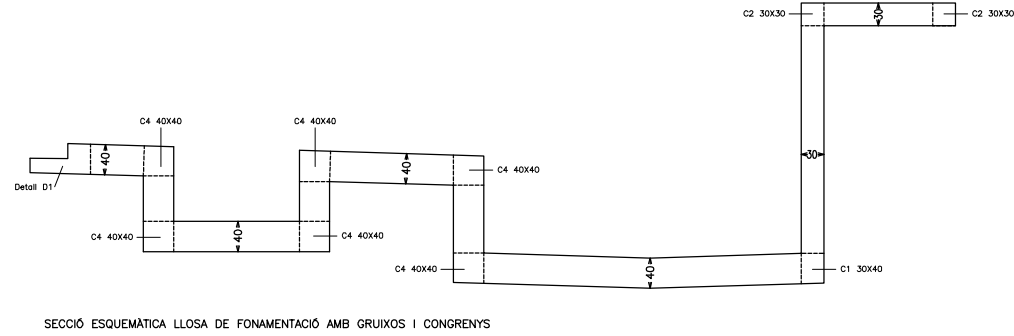 C2 30X30
30
C2 30X30
C4 40X40
C4 40X40
40
40
30
C4 40X40
Detall D1
C4 40X40
40
C4 40X40
C4 40X40
40
C1 30X40
SECCIÓ ESQUEMÀTICA LLOSA DE FONAMENTACIÓ AMB GRUIXOS I CONGRENYS